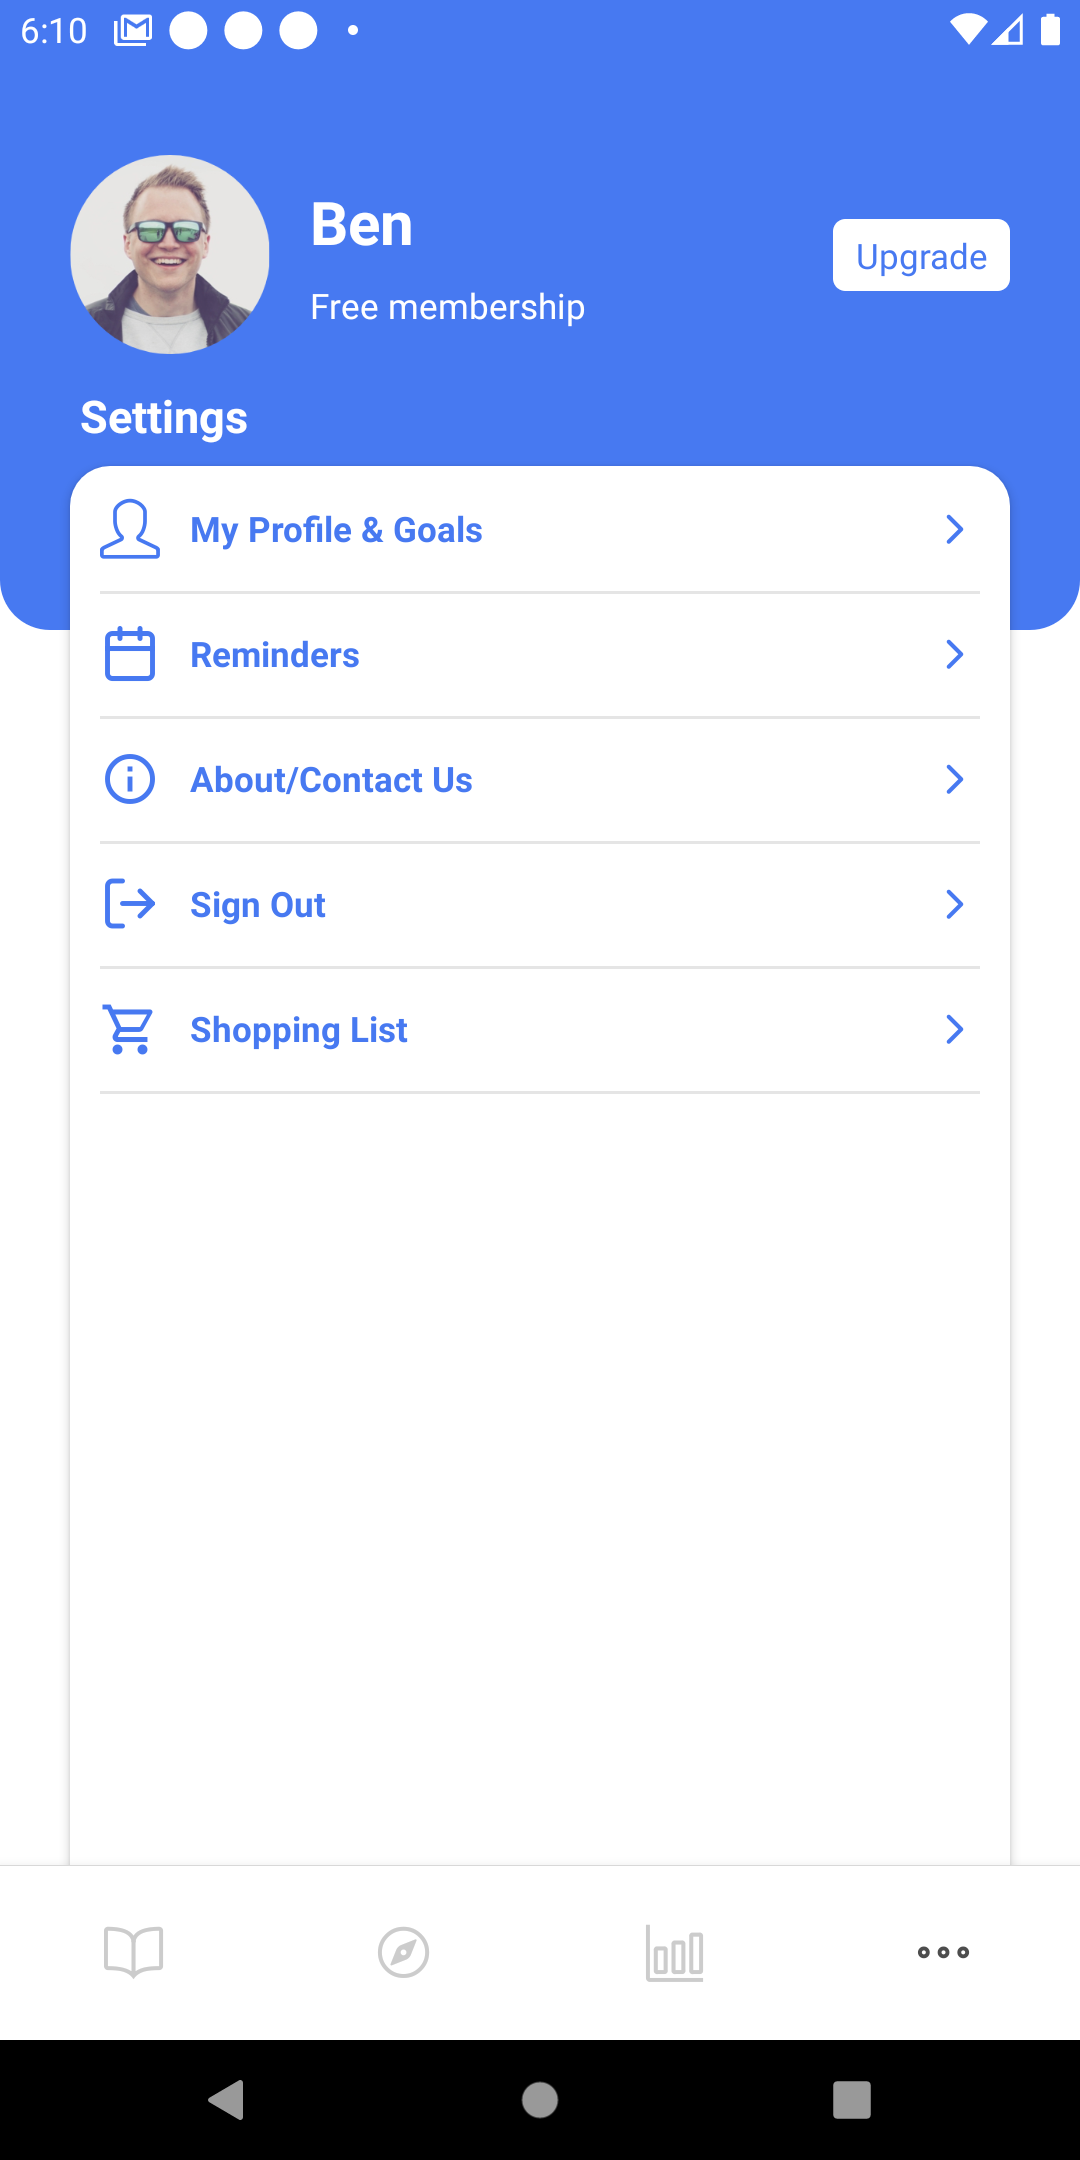 6:10
Ben
Upgrade
Free membership
Settings
My Profile & Goals
Reminders
About/Contact Us
Sign Out
Shopping List